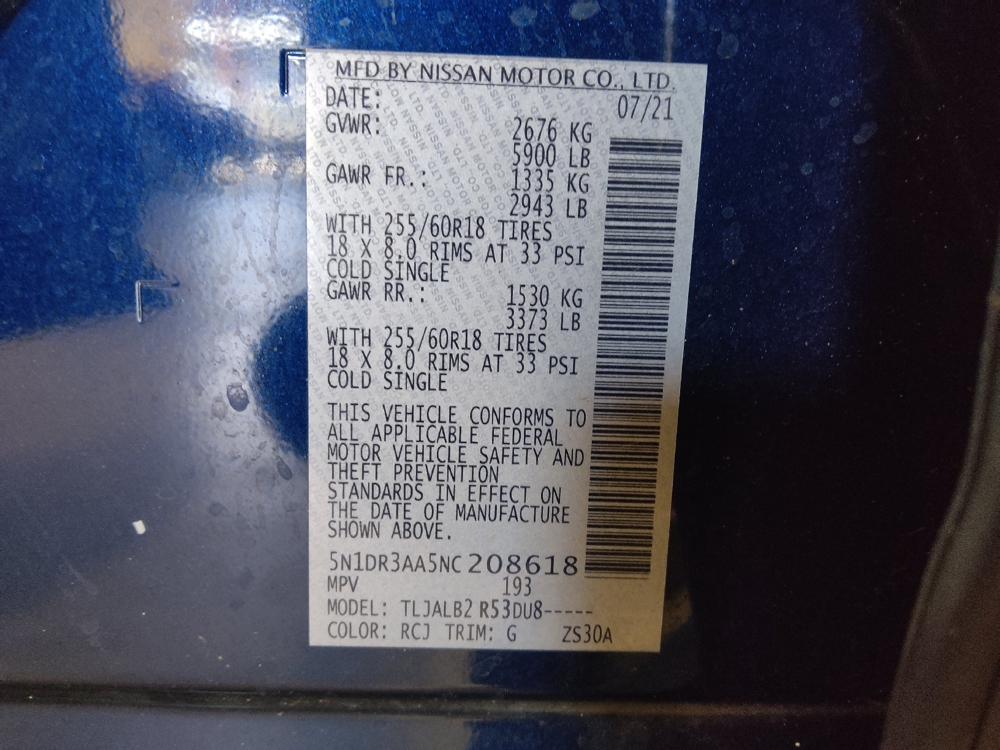 MFD BY NISSAN MOTOR CO., LTD.
DATE: 07/21
GVWR: 2676 KG
5900 LB
GAWR FR.: 1335 KG
2943 LB
WITH 255/60R18 TIRES
18 X 8.0 RIMS AT 33 PSI
COLD SINGLE
GAWR RR.: 1530 KG
3373 LB
WITH 255/60R18 TIRES
18 X 8.0 RIMS AT 33 PSI
COLD SINGLE
THIS VEHICLE CONFORMS TO
ALL APPLICABLE FEDERAL
MOTOR VEHICLE SAFETY AND
THEFT PREVENTION
STANDARDS IN EFFECT ON
THE DATE OF MANUFACTURE
SHOWN ABOVE.
5N1DR3AA5NC208618
MPV 193
MODEL: TLJALB2 R53DU8-----
COLOR: RCJ TRIM: G ZS30A